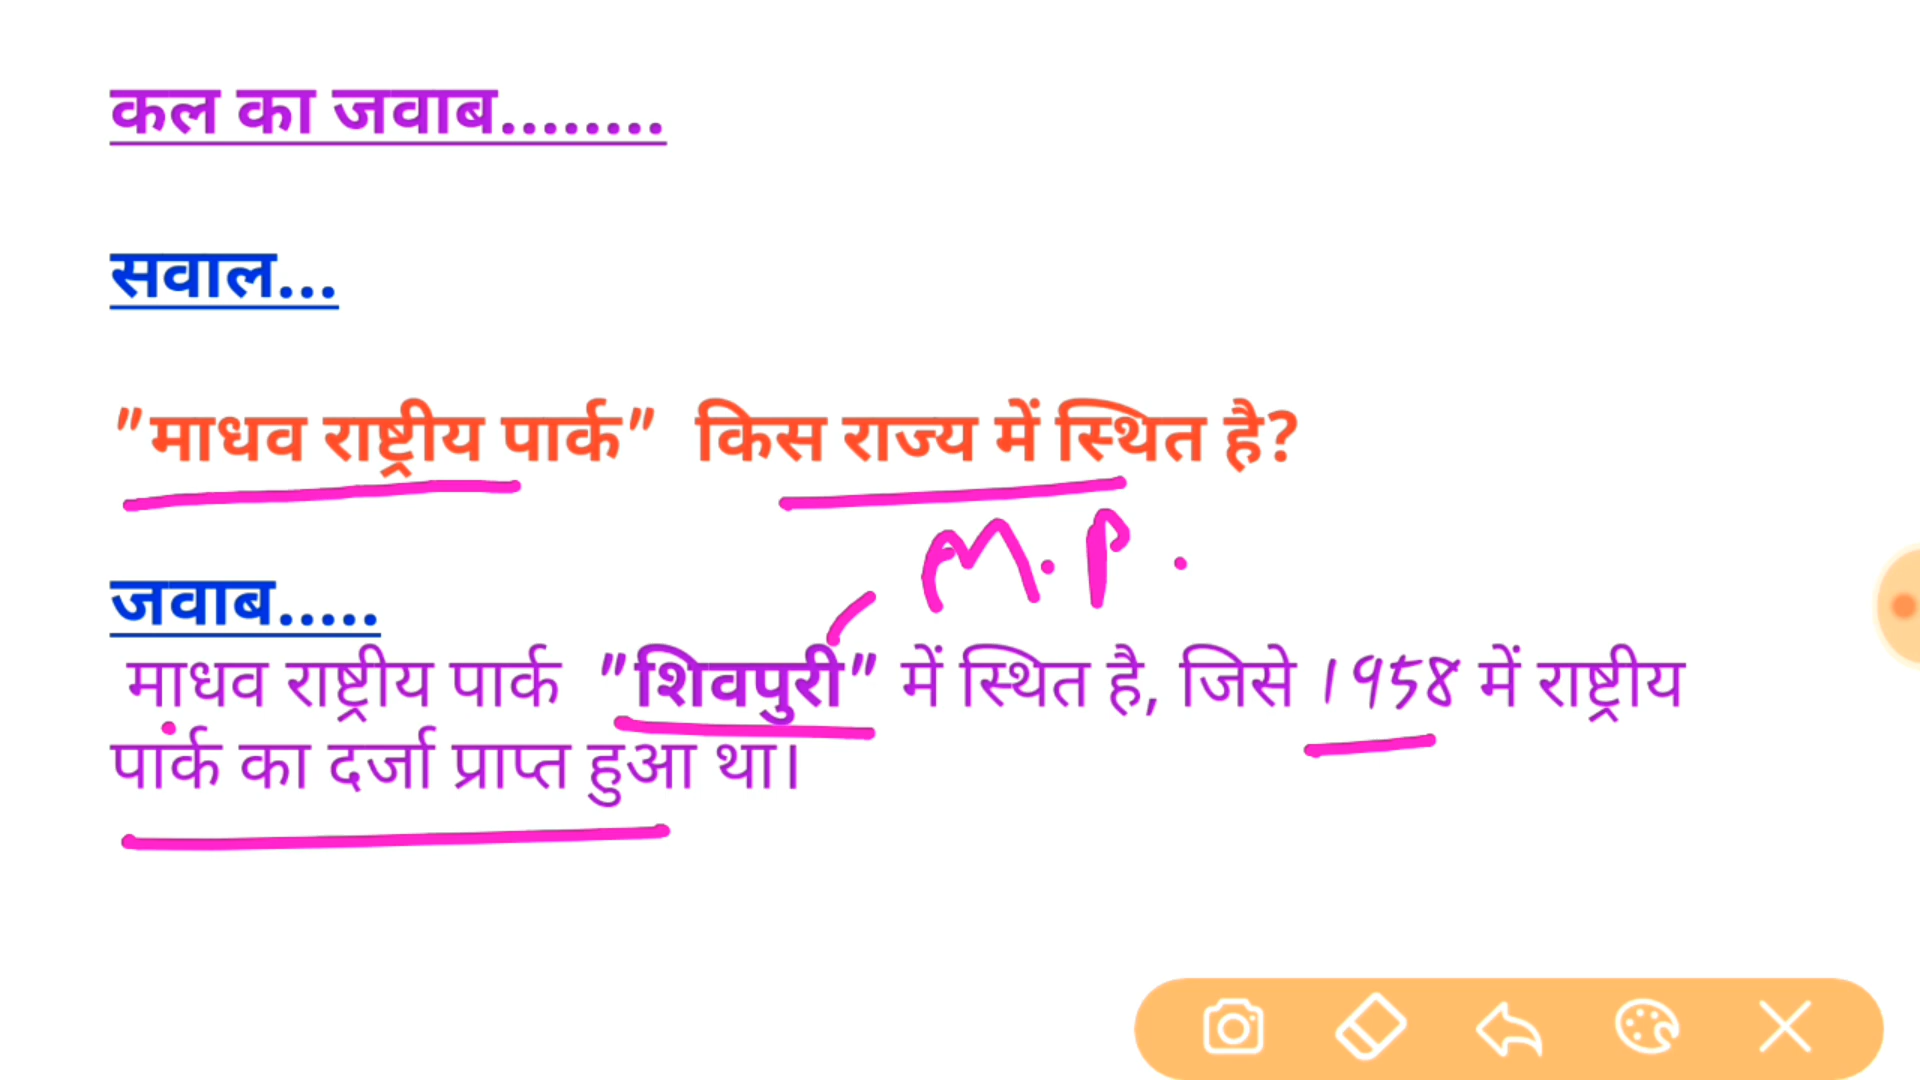 कल का जवाब........
सवाल...
"माधव राष्ट्रीय पार्क" किस राज्य में स्थित है?
M.P.
जवाब.....
माधव राष्ट्रीय पार्क "शिवपुरी" में स्थित है, जिसे 1958 में राष्ट्रीय
पार्क का दर्जा प्राप्त हुआ था।